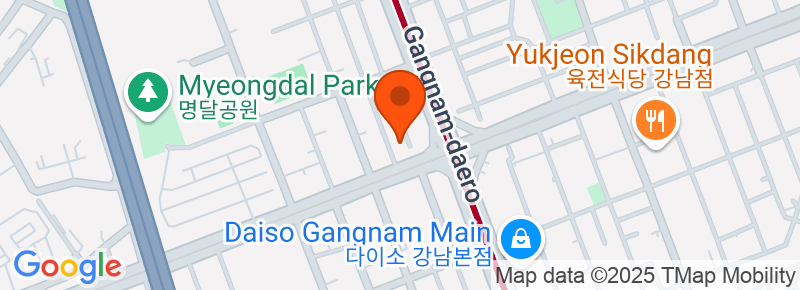 Gangnam-daero
Yukjeon Sikdang
육전식당 강남점
Myeongdal Park
명달공원
Daiso Gangnam Main
다이소 강남본점
Google
Map data ©2025 TMap Mobility